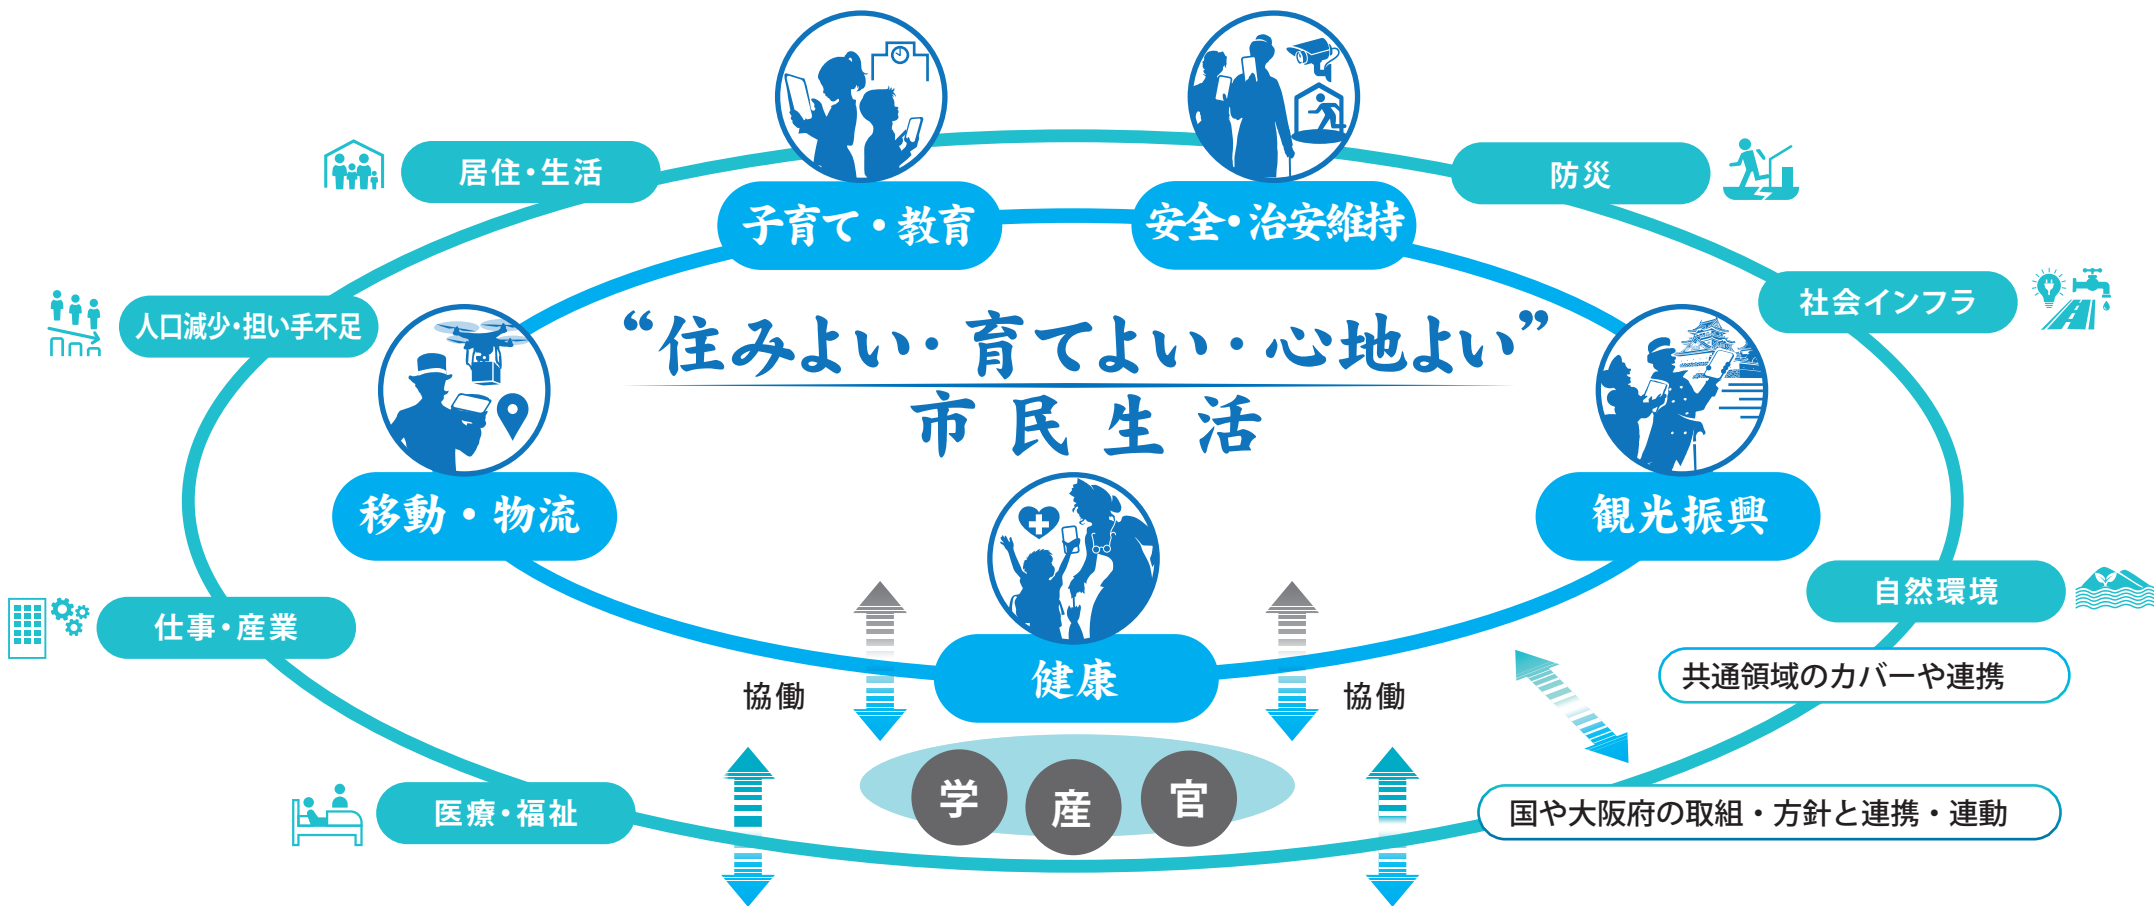 居住・生活
防災
子育て・教育
安全・治安維持
人口減少・担い手不足
社会インフラ
“住みよい・育てよい・心地よい”
市民生活
移動・物流
観光振興
仕事・産業
自然環境
健康
共通領域のカバーや連携
協働
協働
学
産
官
医療・福祉
国や大阪府の取組・方針と連携・連動